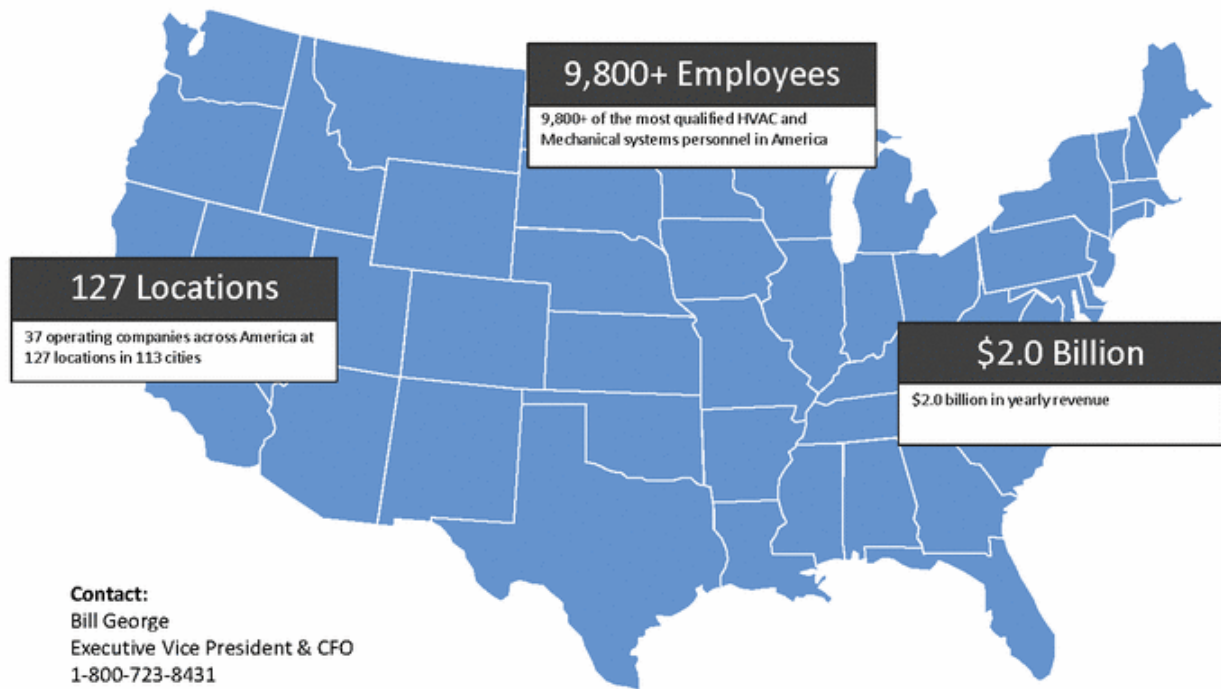 9,800+ Employees
9,800+ of the most qualified HVAC and
Mechanical systems personnel in America
127 Locations
37 operating companies across America at
127 locations in 113 cities
$2.0 Billion
$2.0 billion in yearly revenue
Contact:
Bill George
Executive Vice President & CFO
1-800-723-8431